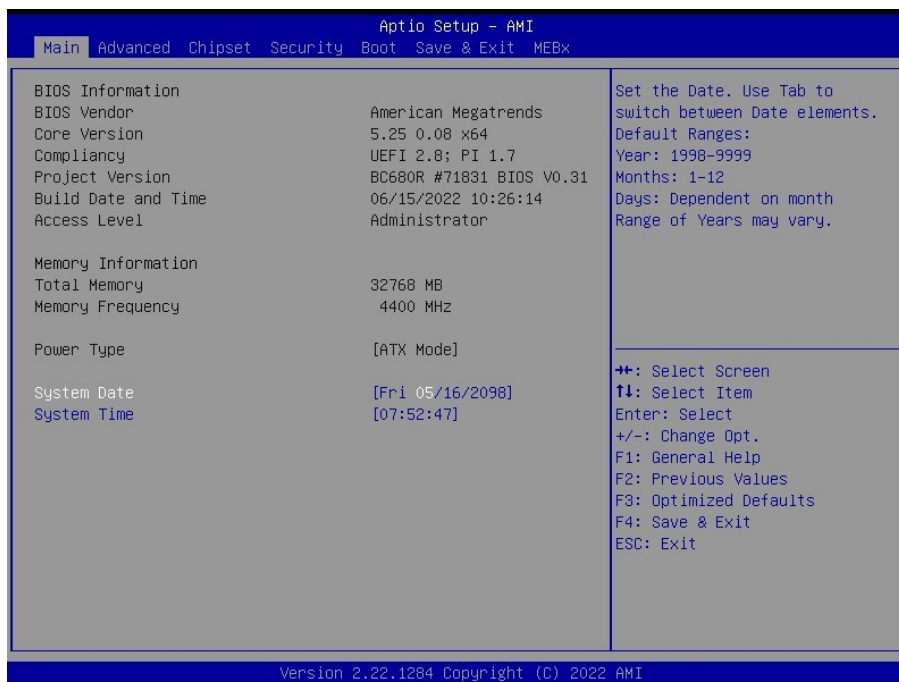 Aptio Setup - AMI
Main Advanced Chipset Security Boot Save & Exit MEBx
BIOS Information
BIOS Vendor American Megatrends
Core Version 5.25 0.08 x64
Compliancy UEFI 2.8; PI 1.7
Project Version BC680R #71831 BIOS V0.31
Build Date and Time 06/15/2022 10:26:14
Access Level Administrator
Memory Information
Total Memory 32768 MB
Memory Frequency 4400 MHz
Power Type [ATX Mode]
System Date [Fri 05/16/2098]
System Time [07:52:47]
Set the Date. Use Tab to
switch between Date elements.
Default Ranges:
Year: 1998-9999
Months: 1-12
Days: Dependent on month
Range of Years may vary.
→←: Select Screen
↑↓: Select Item
Enter: Select
+/-: Change Opt.
F1: General Help
F2: Previous Values
F3: Optimized Defaults
F4: Save & Exit
ESC: Exit
Version 2.22.1284 Copyright (C) 2022 AMI